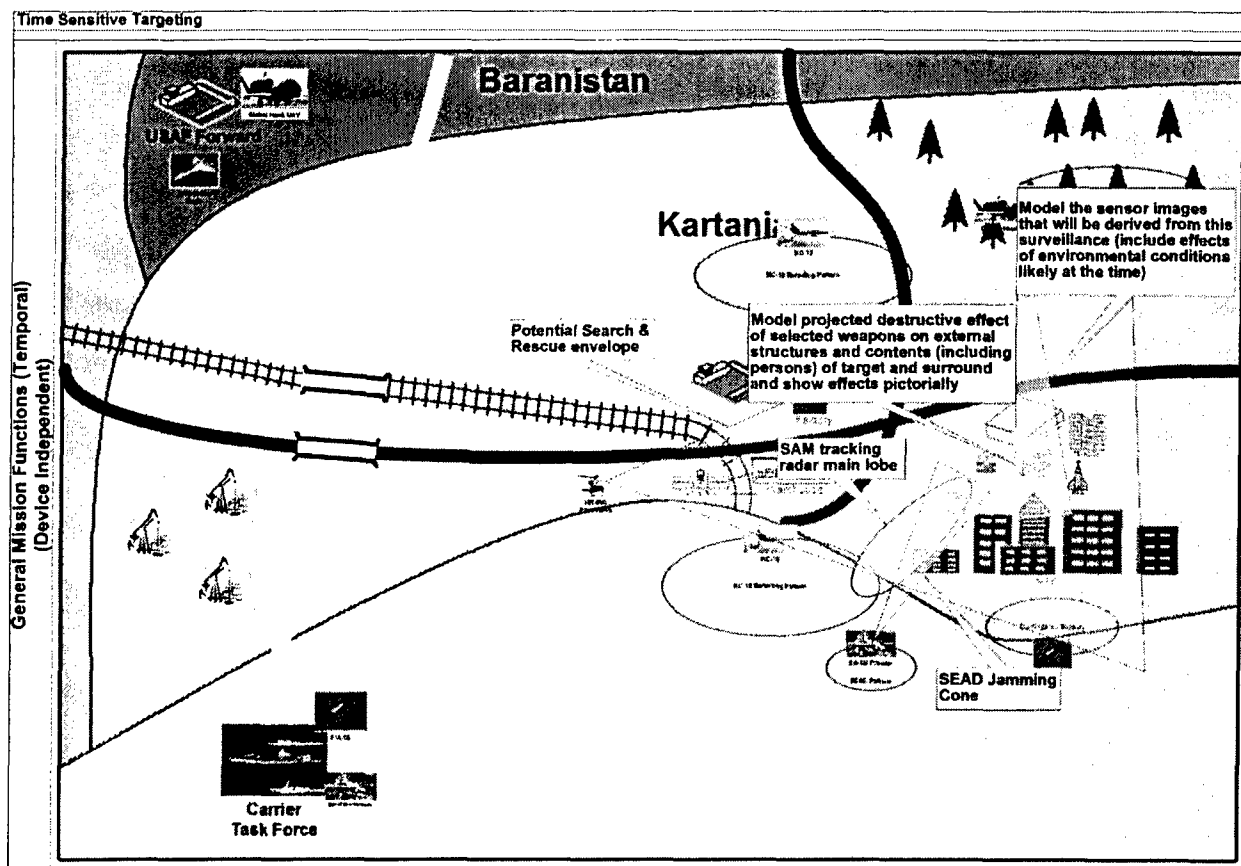 Time Sensitive Targeting
General Mission Functions (Temporal)
(Device Independent)
Baranistan
USAF Forward
Kartani
Model the sensor images
that will be derived from this
surveillance (include effects
of environmental conditions
likely at the time)
Potential Search &
Rescue envelope
Model projected destructive effect
of selected weapons on external
structures and contents (including
persons) of target and surround
and show effects pictorially
SAM tracking
radar main lobe
SEAD Jamming
Cone
Carrier
Task Force